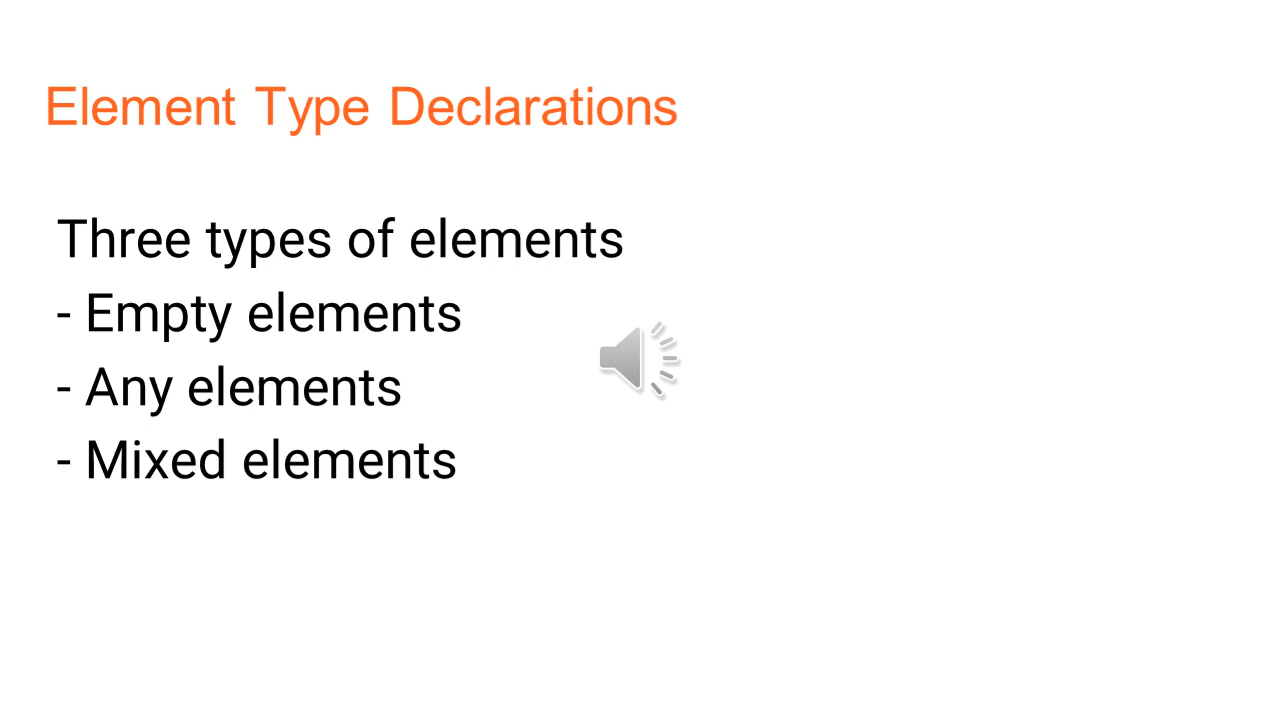 Element Type Declarations
Three types of elements
- Empty elements
- Any elements
- Mixed elements